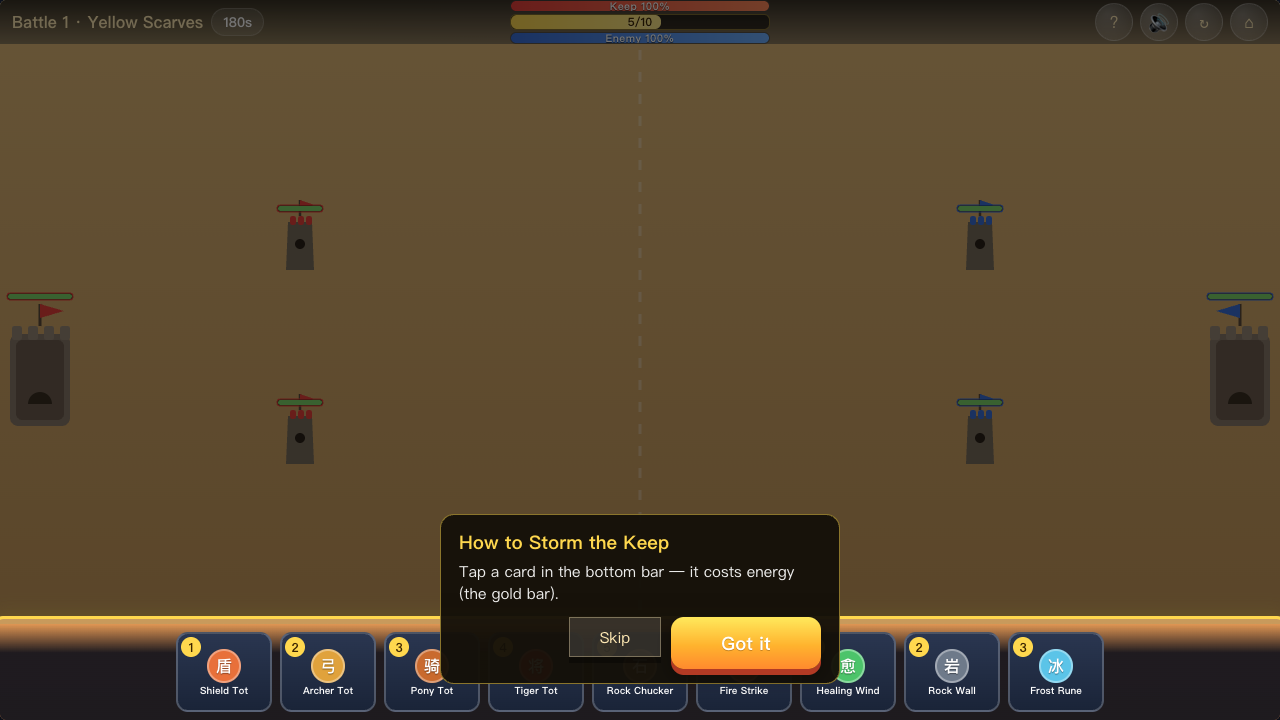 Battle 1 · Yellow Scarves
180s
Keep 100%
5/10
Enemy 100%
?
How to Storm the Keep
Tap a card in the bottom bar — it costs energy
(the gold bar).
Skip
Got it
1
盾
Shield Tot
2
弓
Archer Tot
3
骑
Pony Tot
4
将
Tiger Tot
Rock Chucker
Fire Strike
愈
Healing Wind
2
岩
Rock Wall
3
冰
Frost Rune